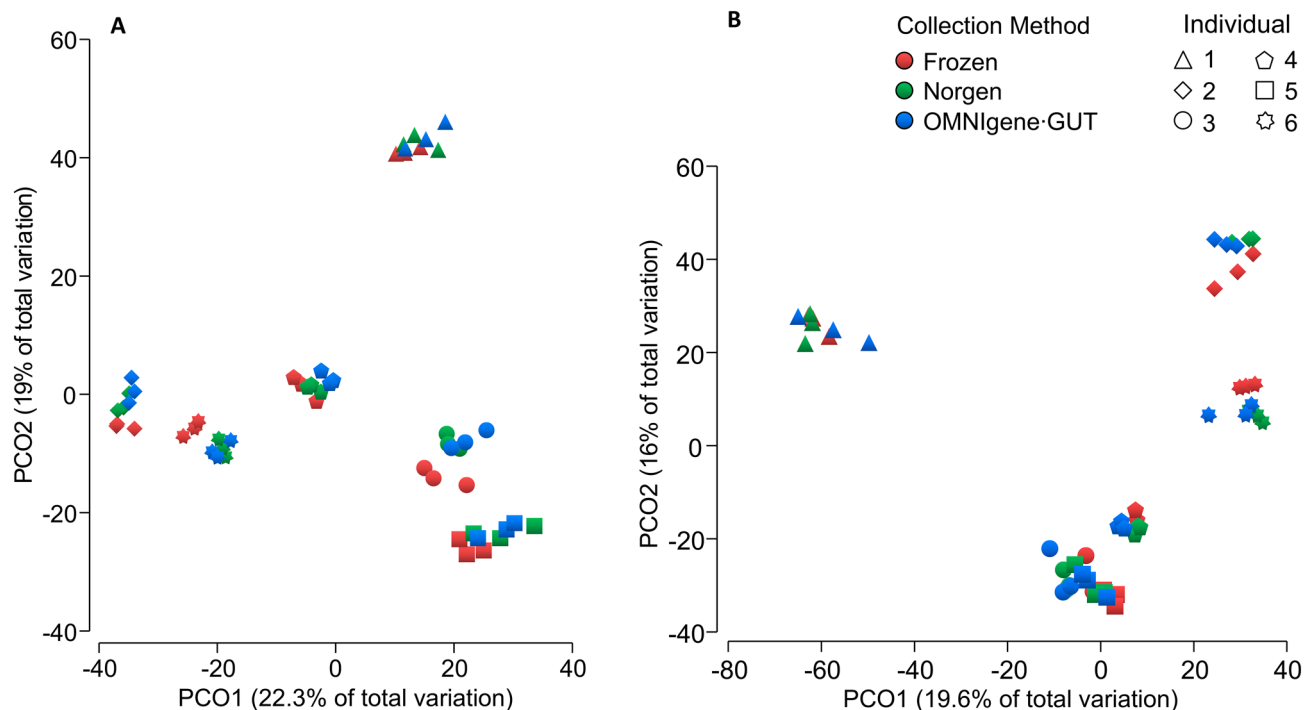 A
60
40
20
0
-20
-40
-40 -20 0 20 40
PCO2 (19% of total variation)
PCO1 (22.3% of total variation)
B
Collection Method
Frozen
Norgen
OMNIgene·GUT
Individual
1 4
2 5
3 6
60
40
20
0
-20
-40
-80 -60 -40 -20 0 20 40
PCO2 (16% of total variation)
PCO1 (19.6% of total variation)